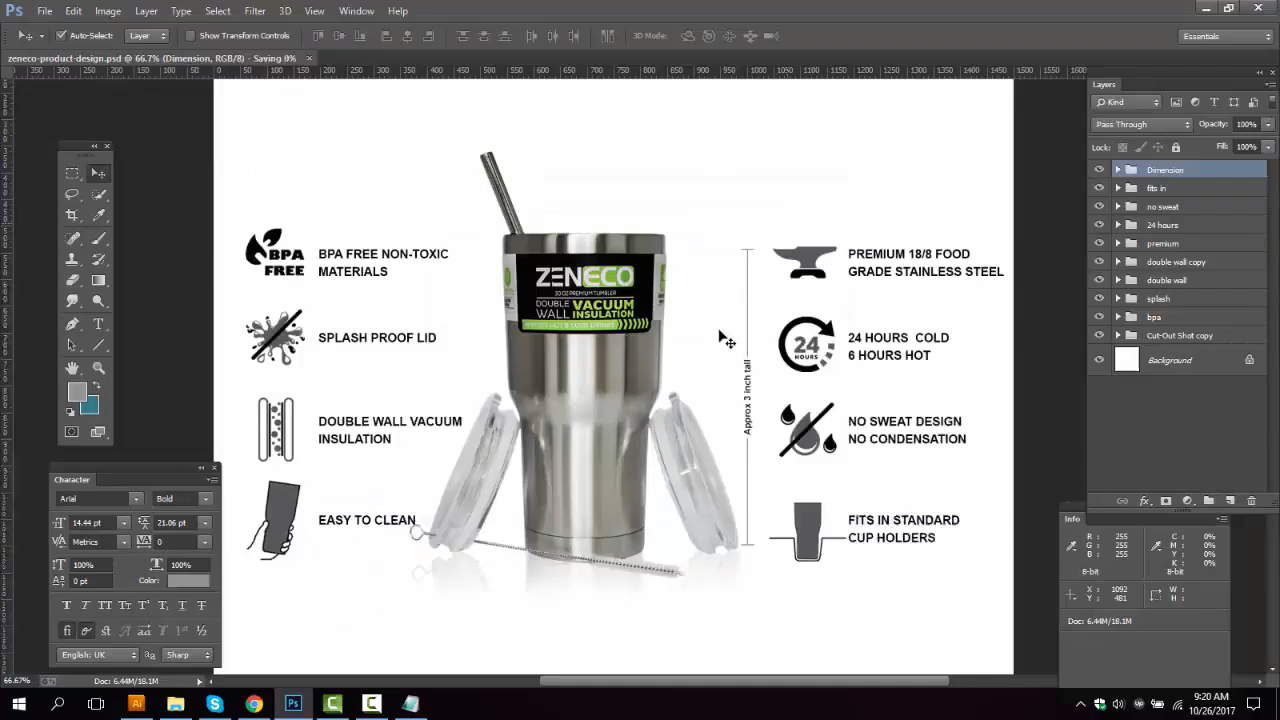 Ps File Edit Image Layer Type Select Filter 3D View Window Help
Auto-Select: Layer Show Transform Controls 3D Mode: Essentials
zeneco-product-design.psd @ 66.7% (Dimension, RGB/8) - Saving 0%
BPA FREE
BPA FREE NON-TOXIC
MATERIALS
SPLASH PROOF LID
DOUBLE WALL VACUUM
INSULATION
EASY TO CLEAN
ZENECO
30 OZ PREMIUM TUMBLER
DOUBLE WALL
VACUUM INSULATION
Approx 3 inch tall
PREMIUM 18/8 FOOD
GRADE STAINLESS STEEL
24 HOURS
24 HOURS COLD
6 HOURS HOT
NO SWEAT DESIGN
NO CONDENSATION
FITS IN STANDARD
CUP HOLDERS
Character
Arial Bold
14.44 pt 21.06 pt
Metrics 0
100% 100%
0 pt Color:
English: UK Sharp
Layers
Kind
Pass Through Opacity: 100%
Lock: Fill: 100%
Dimension
fits in
no sweat
24 hours
premium
double wall copy
double wall
splash
bpa
Cut-Out Shot copy
Background
Info
R: 255 C: 0%
G: 255 M: 0%
B: 255 Y: 0%
K: 0%
8-bit 8-bit
X: 1092 W:
Y: 481 H:
Doc: 6.44M/18.1M
66.67% Doc: 6.44M/18.1M
9:20 AM
10/26/2017